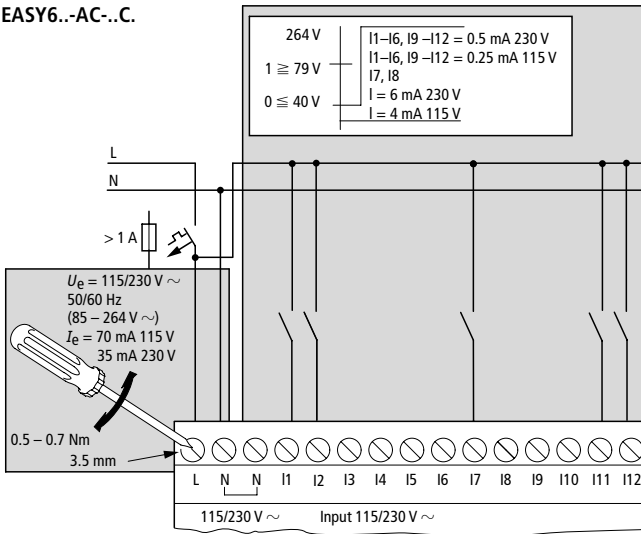 EASY6..-AC-..C.
264 V
1 ≧ 79 V
0 ≦ 40 V
I1–I6, I9 –I12 = 0.5 mA 230 V
I1–I6, I9 –I12 = 0.25 mA 115 V
I7, I8
I = 6 mA 230 V
I = 4 mA 115 V
L
N
> 1 A
Ue = 115/230 V ~
50/60 Hz
(85 – 264 V ~)
Ie = 70 mA 115 V
35 mA 230 V
0.5 – 0.7 Nm
3.5 mm
L N N I1 I2 I3 I4 I5 I6 I7 I8 I9 I10 I11 I12
115/230 V ~ Input 115/230 V ~